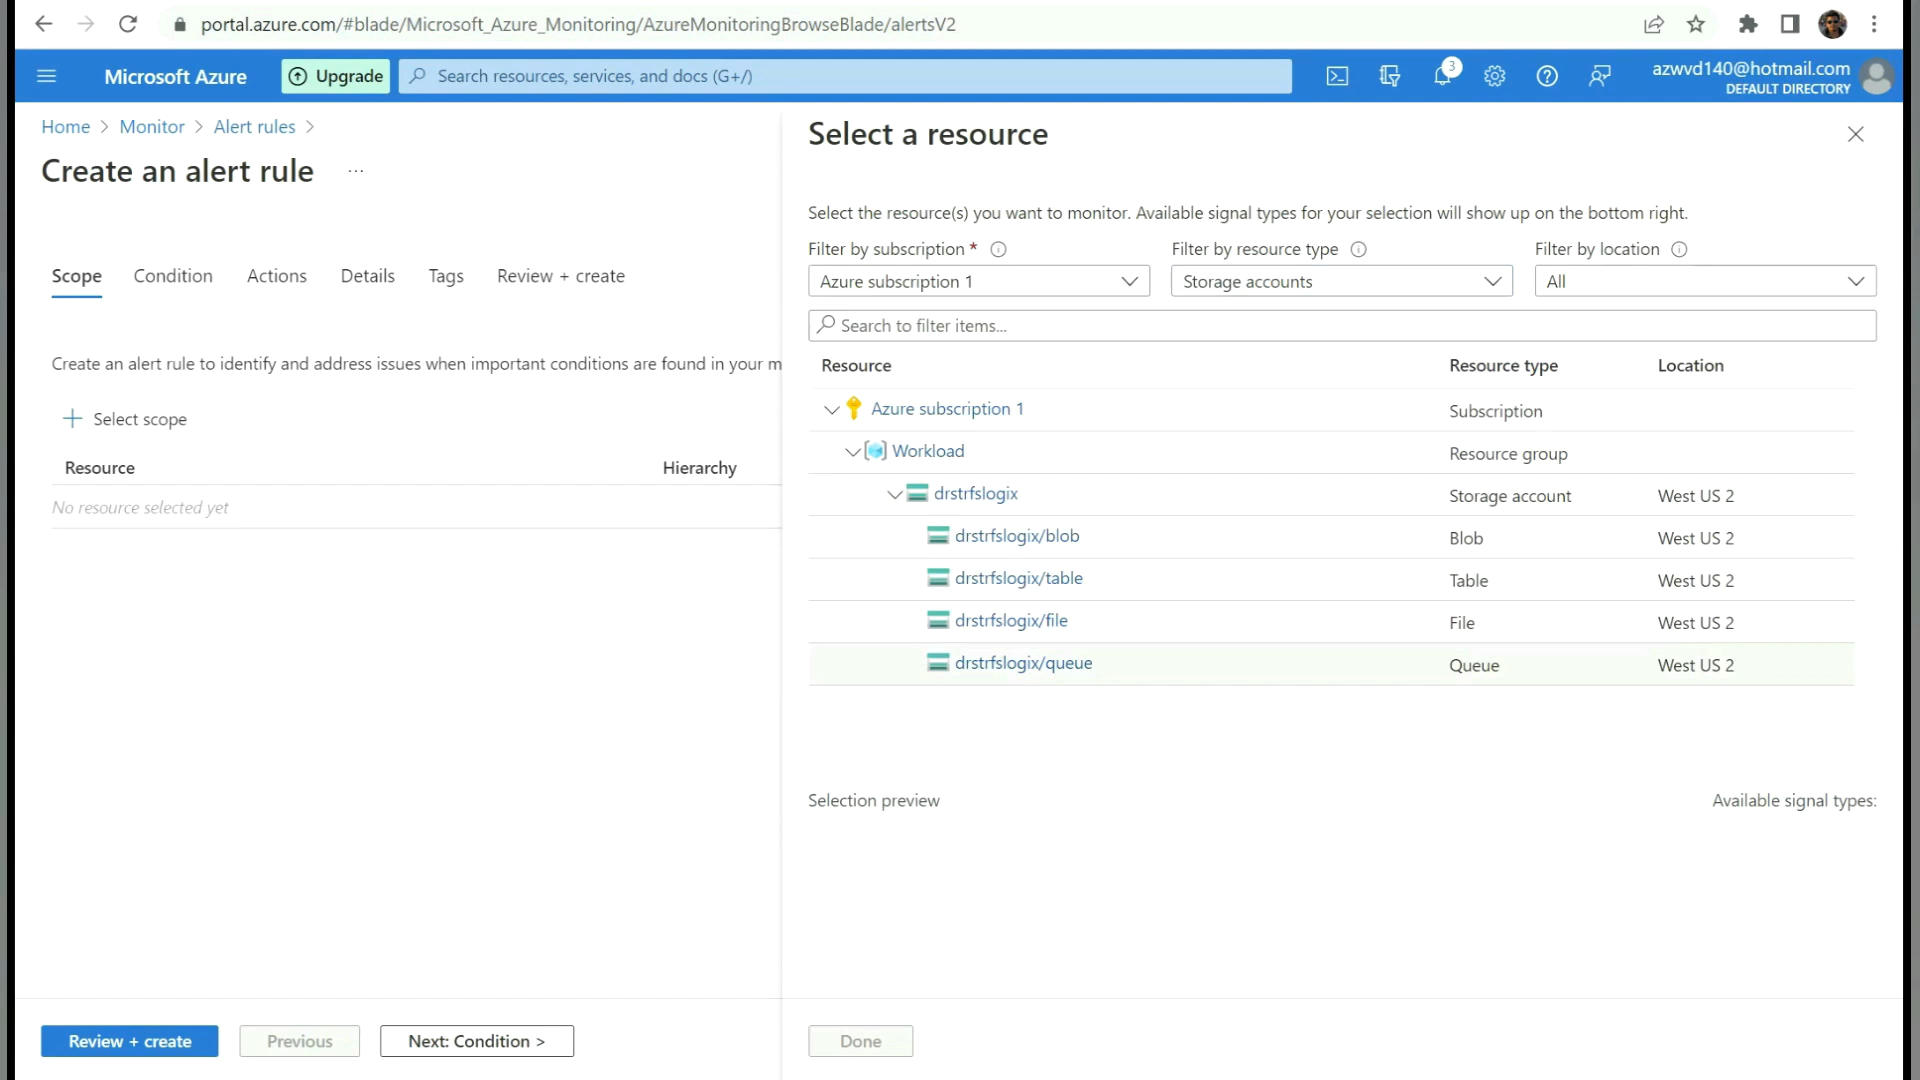 portal.azure.com/#blade/Microsoft_Azure_Monitoring/AzureMonitoringBrowseBlade/alertsV2
Microsoft Azure
Upgrade
Search resources, services, and docs (G+/)
3
azwvd140@hotmail.com
DEFAULT DIRECTORY
Home > Monitor > Alert rules >
Create an alert rule ...
Scope Condition Actions Details Tags Review + create
Create an alert rule to identify and address issues when important conditions are found in your m
+ Select scope
Resource Hierarchy
No resource selected yet
Review + create Previous Next: Condition >
Select a resource
Select the resource(s) you want to monitor. Available signal types for your selection will show up on the bottom right.
Filter by subscription * Filter by resource type Filter by location
Azure subscription 1 Storage accounts All
Search to filter items...
Resource Resource type Location
Azure subscription 1 Subscription
Workload Resource group
drstrfslogix Storage account West US 2
drstrfslogix/blob Blob West US 2
drstrfslogix/table Table West US 2
drstrfslogix/file File West US 2
drstrfslogix/queue Queue West US 2
Selection preview Available signal types:
Done